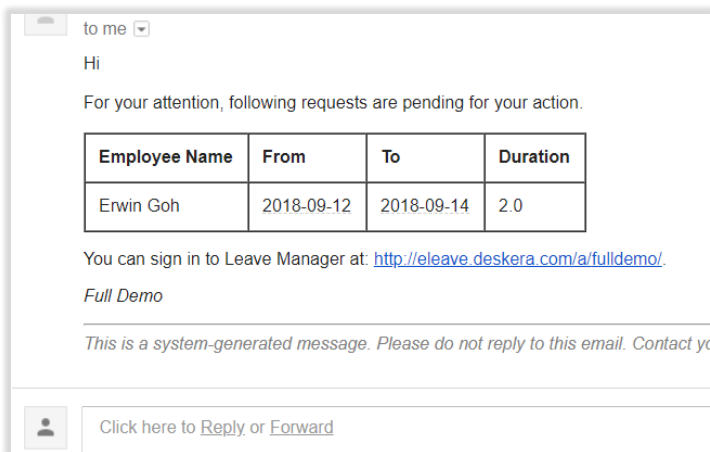 to me
Hi
For your attention, following requests are pending for your action.
Employee Name From To Duration
Erwin Goh 2018-09-12 2018-09-14 2.0
You can sign in to Leave Manager at: http://eleave.deskera.com/a/fulldemo/.
Full Demo
This is a system-generated message. Please do not reply to this email. Contact
Click here to Reply or Forward